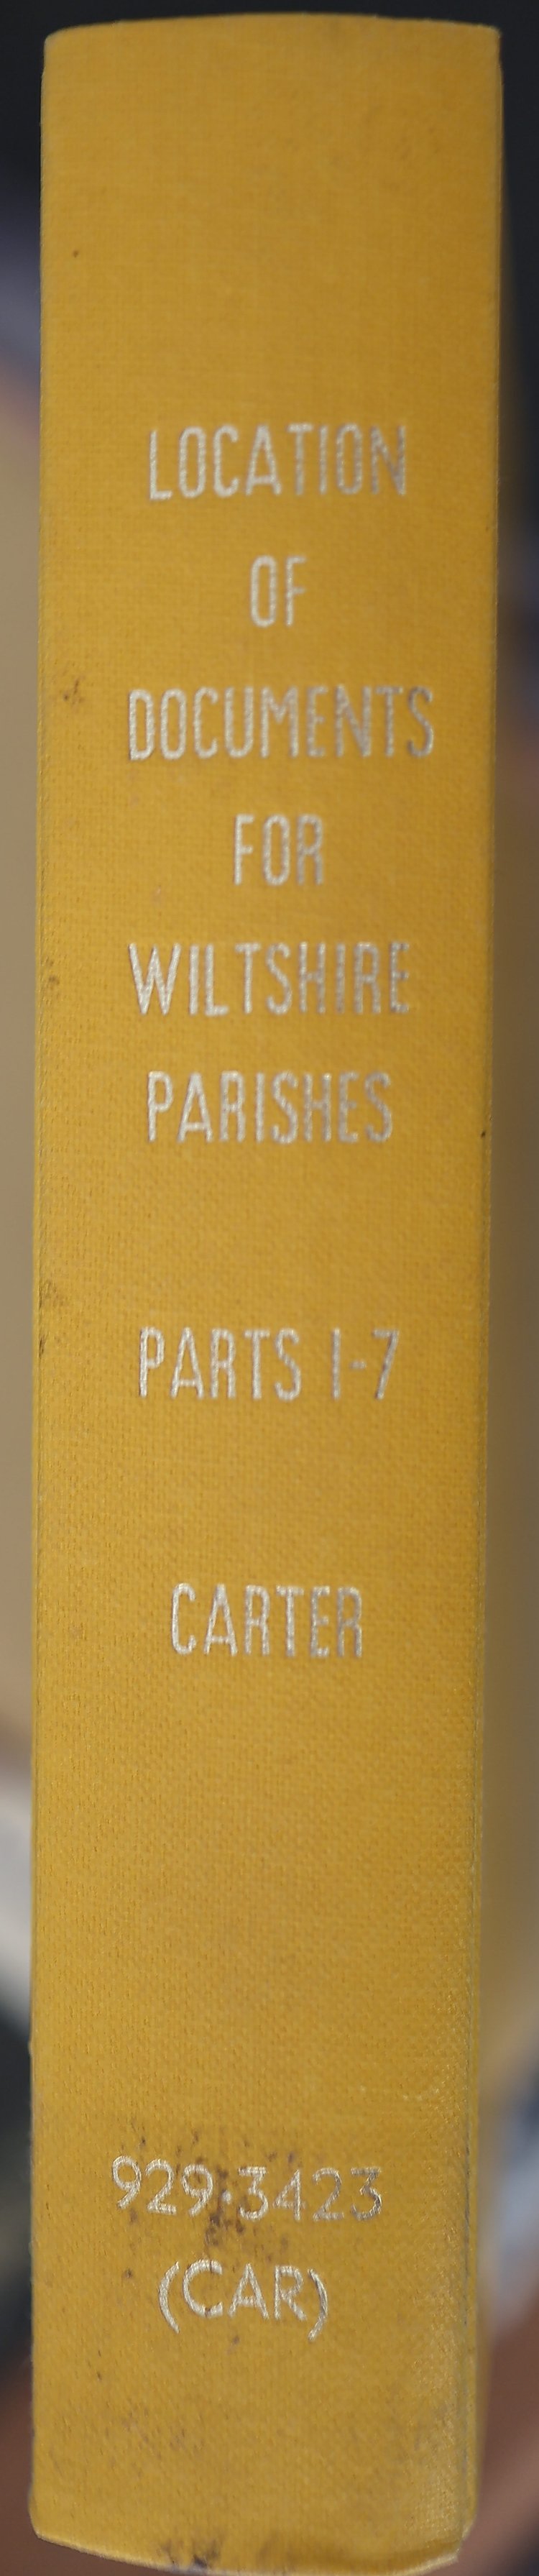 LOCATION
OF
DOCUMENTS
FOR
WILTSHIRE
PARISHES
PARTS 1-7
CARTER
929·3423
(CAR)